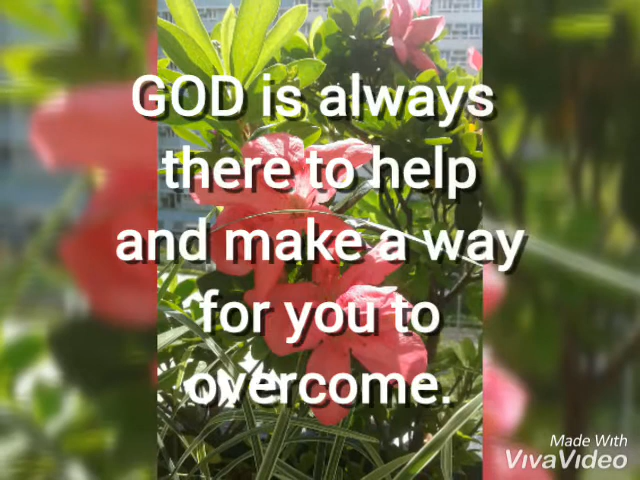 GOD is always
there to help
and make a way
for you to
overcome.
Made With
VivaVideo